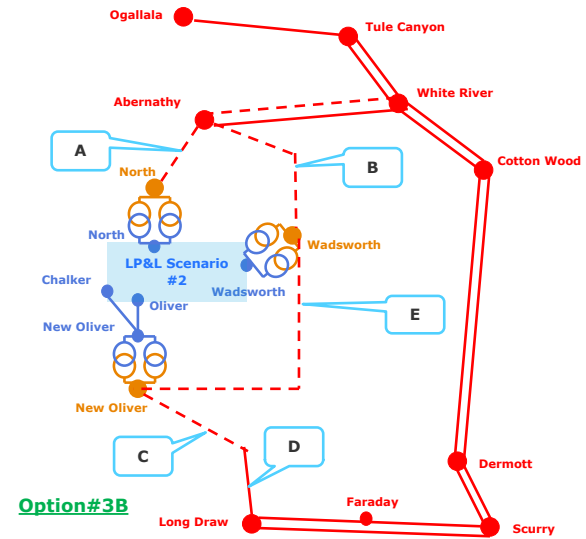 Ogallala
Tule Canyon
White River
Abernathy
A
B
Cotton Wood
North
North
Wadsworth
LP&L Scenario
#2
Chalker
Wadsworth
Oliver
E
New Oliver
New Oliver
C
D
Dermott
Option#3B
Faraday
Long Draw
Scurry